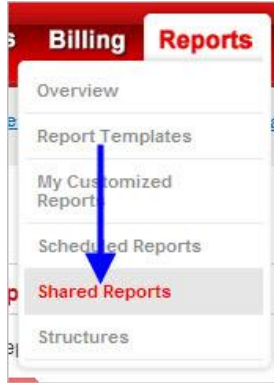 Billing Reports
Overview
Report Templates
My Customized
Reports
Scheduled Reports
Shared Reports
Structures